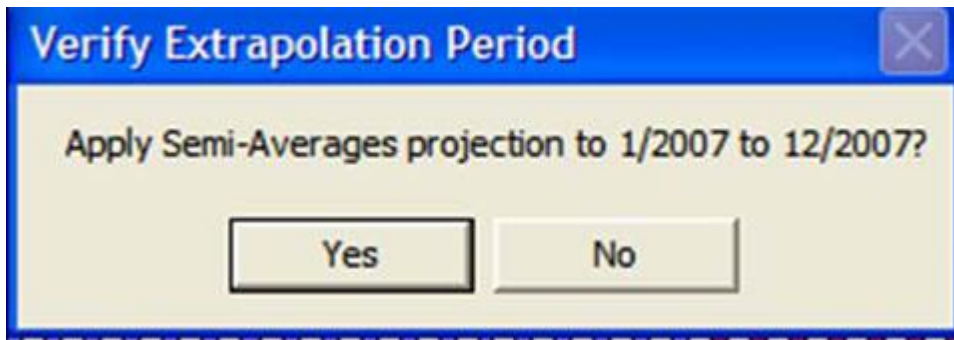 Verify Extrapolation Period
Apply Semi-Averages projection to 1/2007 to 12/2007?
Yes
No